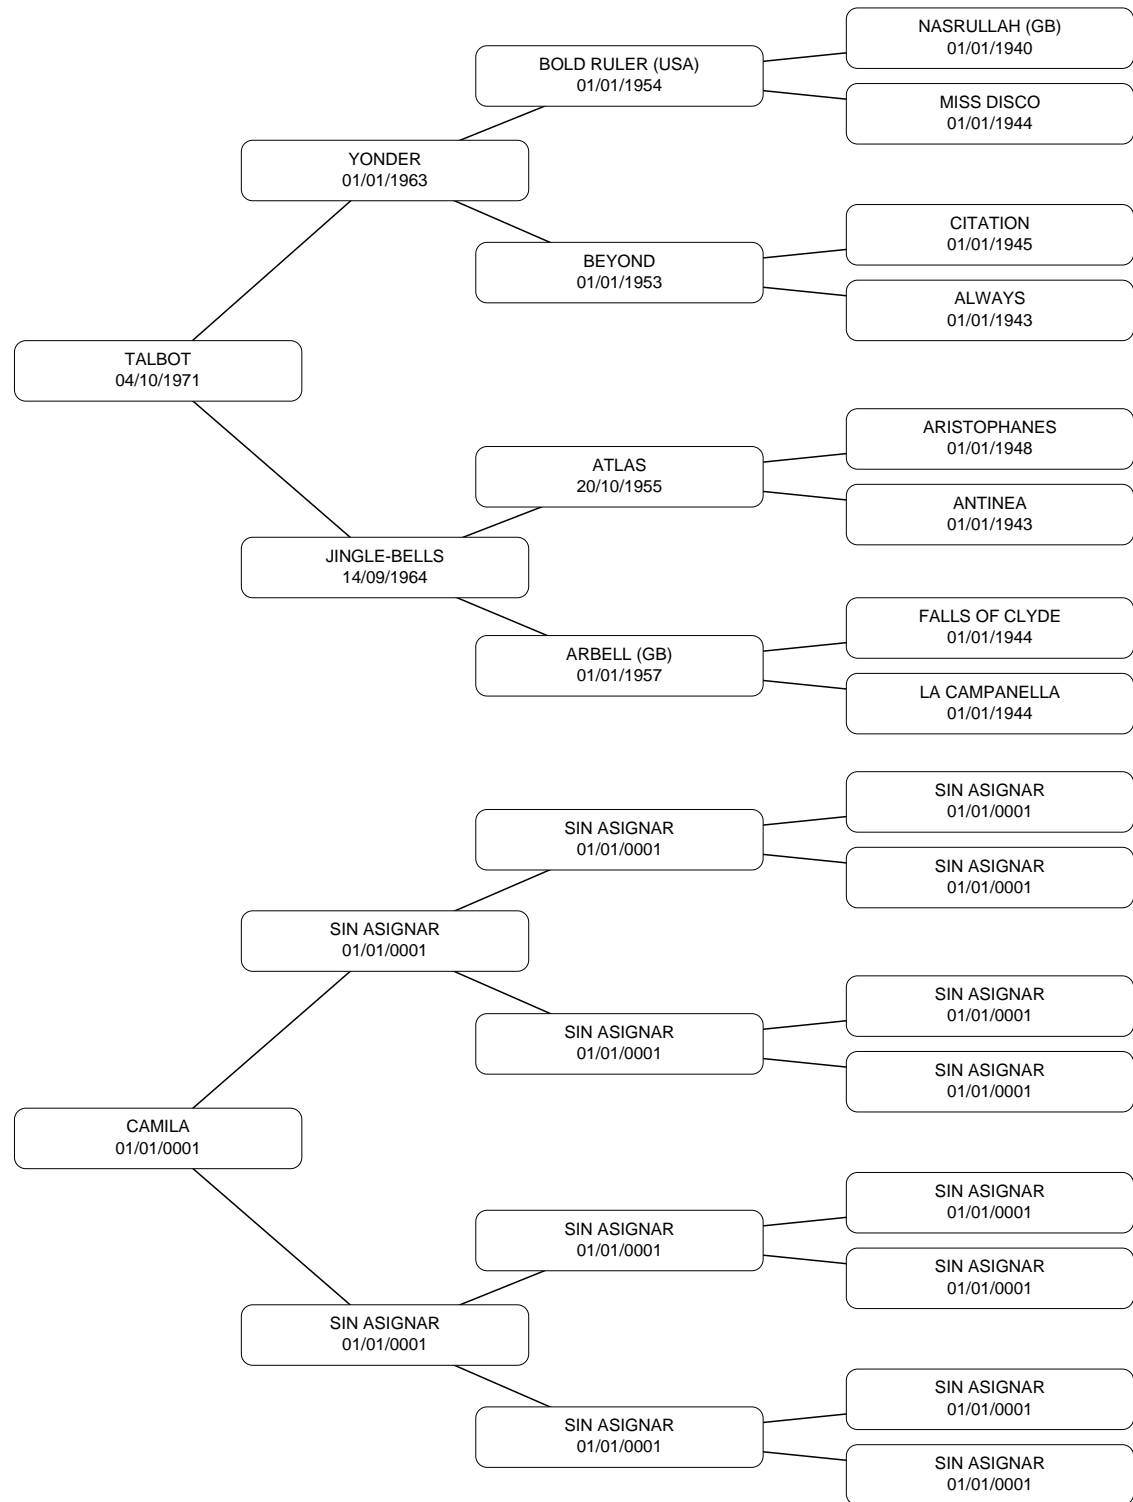 NASRULLAH (GB)
01/01/1940
BOLD RULER (USA)
01/01/1954
MISS DISCO
01/01/1944
YONDER
01/01/1963
CITATION
01/01/1945
BEYOND
01/01/1953
ALWAYS
01/01/1943
TALBOT
04/10/1971
ARISTOPHANES
01/01/1948
ATLAS
20/10/1955
ANTINEA
01/01/1943
JINGLE-BELLS
14/09/1964
FALLS OF CLYDE
01/01/1944
ARBELL (GB)
01/01/1957
LA CAMPANELLA
01/01/1944
SIN ASIGNAR
01/01/0001
SIN ASIGNAR
01/01/0001
SIN ASIGNAR
01/01/0001
SIN ASIGNAR
01/01/0001
SIN ASIGNAR
01/01/0001
SIN ASIGNAR
01/01/0001
SIN ASIGNAR
01/01/0001
CAMILA
01/01/0001
SIN ASIGNAR
01/01/0001
SIN ASIGNAR
01/01/0001
SIN ASIGNAR
01/01/0001
SIN ASIGNAR
01/01/0001
SIN ASIGNAR
01/01/0001
SIN ASIGNAR
01/01/0001
SIN ASIGNAR
01/01/0001